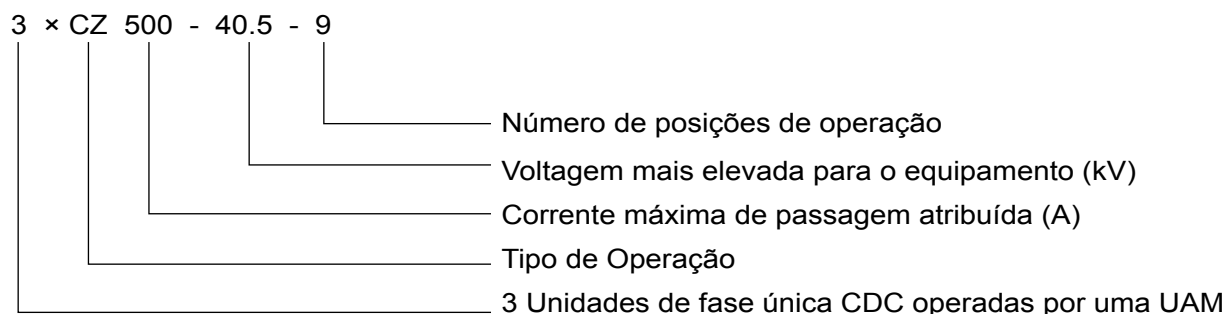 3 × CZ 500 - 40.5 - 9
Número de posições de operação
Voltagem mais elevada para o equipamento (kV)
Corrente máxima de passagem atribuída (A)
Tipo de Operação
3 Unidades de fase única CDC operadas por uma UAM